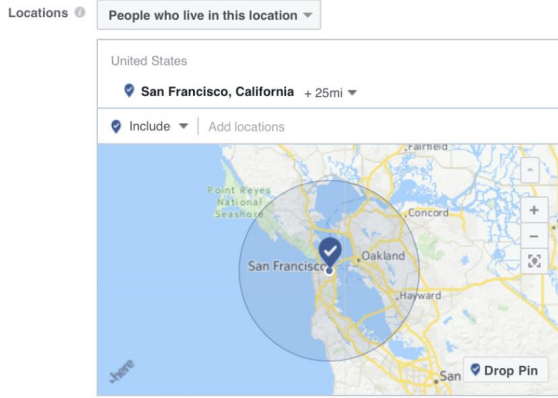 Locations
People who live in this location
United States
San Francisco, California + 25mi
Include Add locations
Fairfield
Point Reyes
National
Seashore
Concord
San Francisco
Oakland
Hayward
San
Drop Pin
here